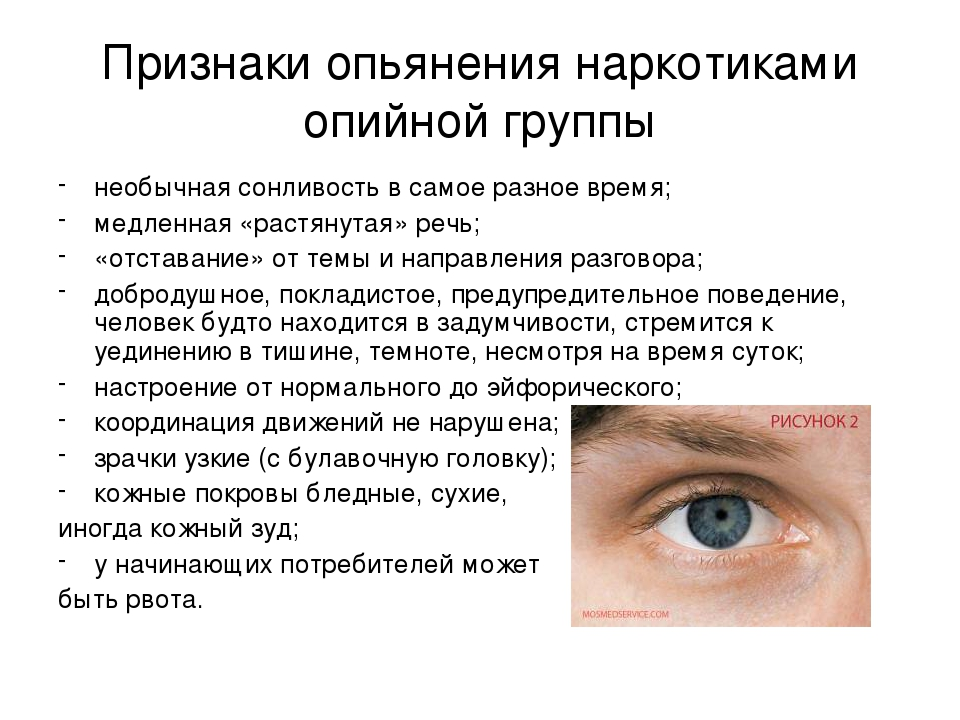 Признаки опьянения наркотиками
опийной группы
- необычная сонливость в самое разное время;
- медленная «растянутая» речь;
- «отставание» от темы и направления разговора;
- добродушное, покладистое, предупредительное поведение,
человек будто находится в задумчивости, стремится к
уединению в тишине, темноте, несмотря на время суток;
- настроение от нормального до эйфорического;
- координация движений не нарушена;
- зрачки узкие (с булавочную головку);
- кожные покровы бледные, сухие,
иногда кожный зуд;
- у начинающих потребителей может
быть рвота.
РИСУНОК 2
MOSMEDSERVICE.COM